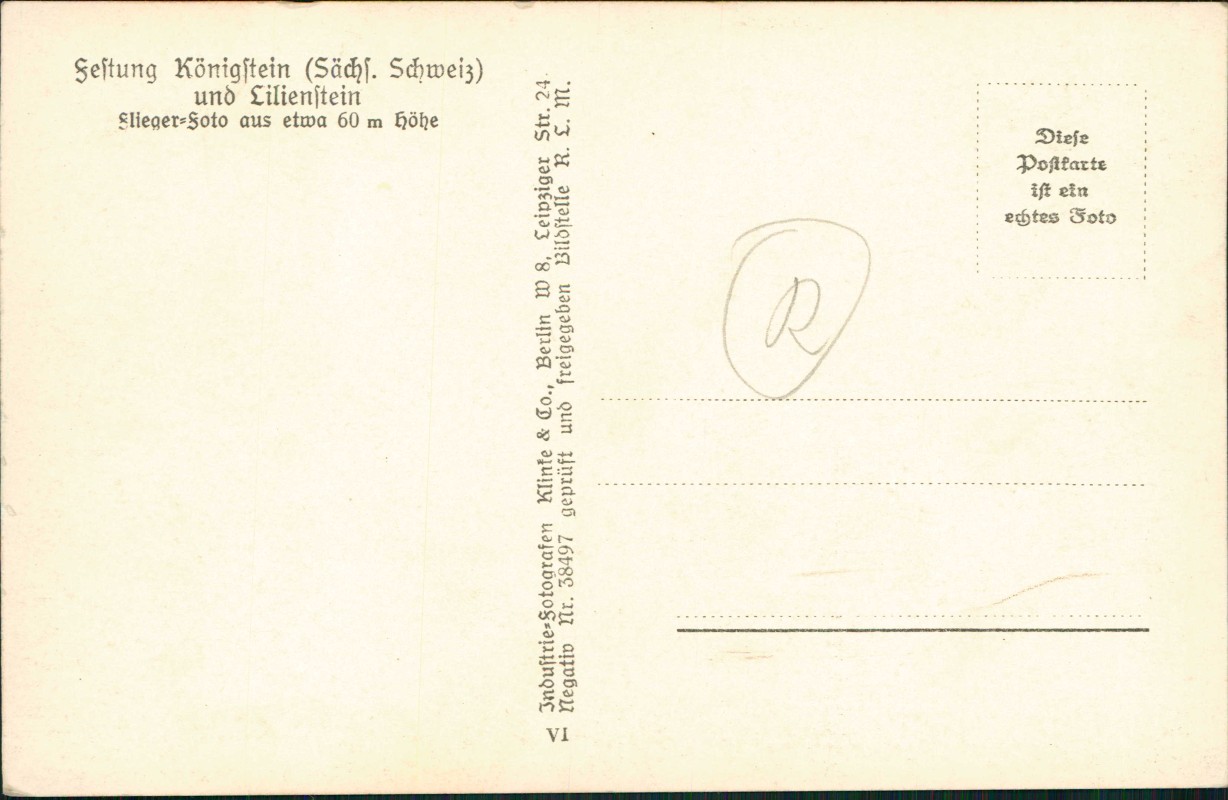 Feſtung Königſtein (Sächſ. Schweiz)
und Lilienſtein
Flieger=Foto aus etwa 60 m Höhe
Induſtrie=Fotografen Klinke & Co., Berlin W 8, Leipziger Str. 24
Negativ Nr. 38497 geprüft und freigegeben Bildſtelle R. L. M.
VI
Dieſe
Poſtkarte
iſt ein
echtes Foto
R